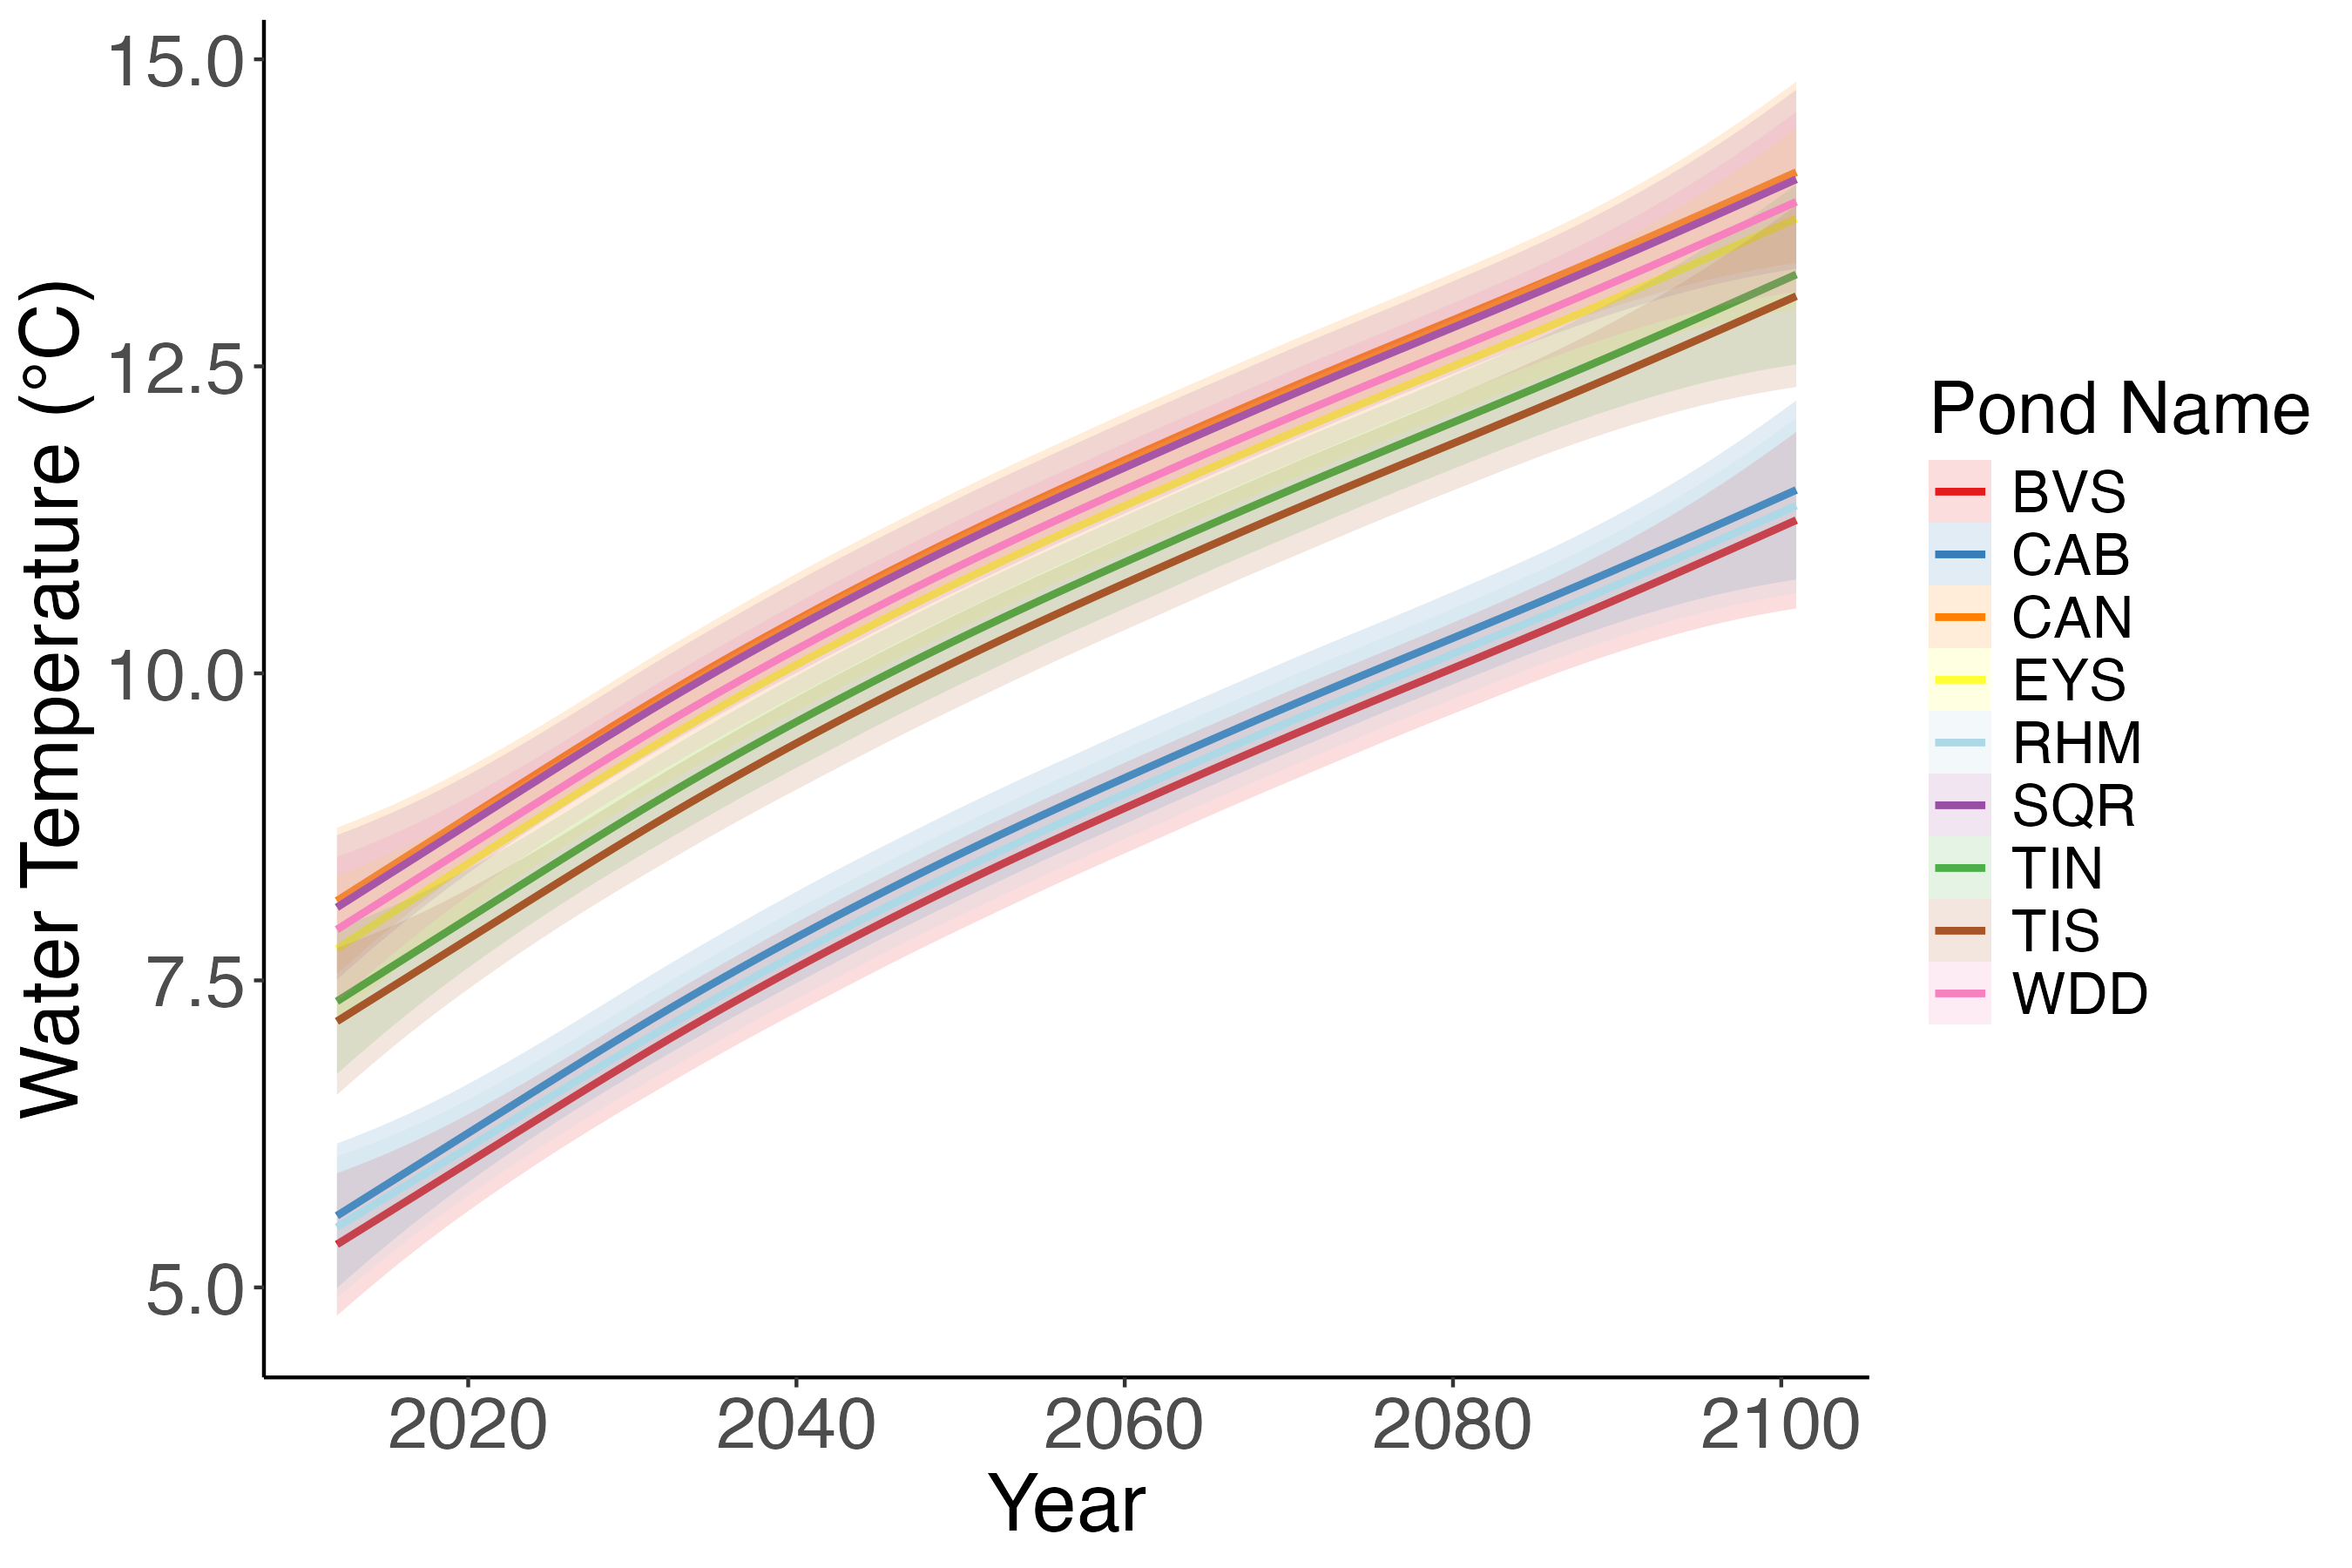 15.0
12.5
10.0
7.5
5.0
Water Temperature (°C)
2020 2040 2060 2080 2100
Year
Pond Name
BVS
CAB
CAN
EYS
RHM
SQR
TIN
TIS
WDD